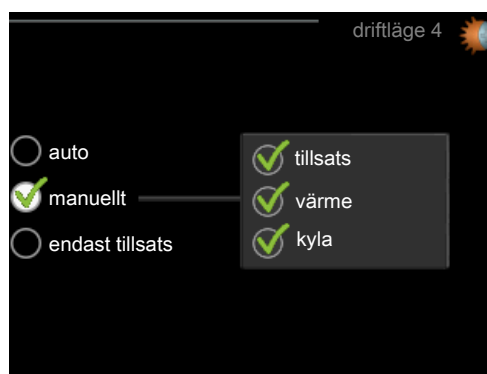 driftläge 4
auto
manuellt
endast tillsats
tillsats
värme
kyla